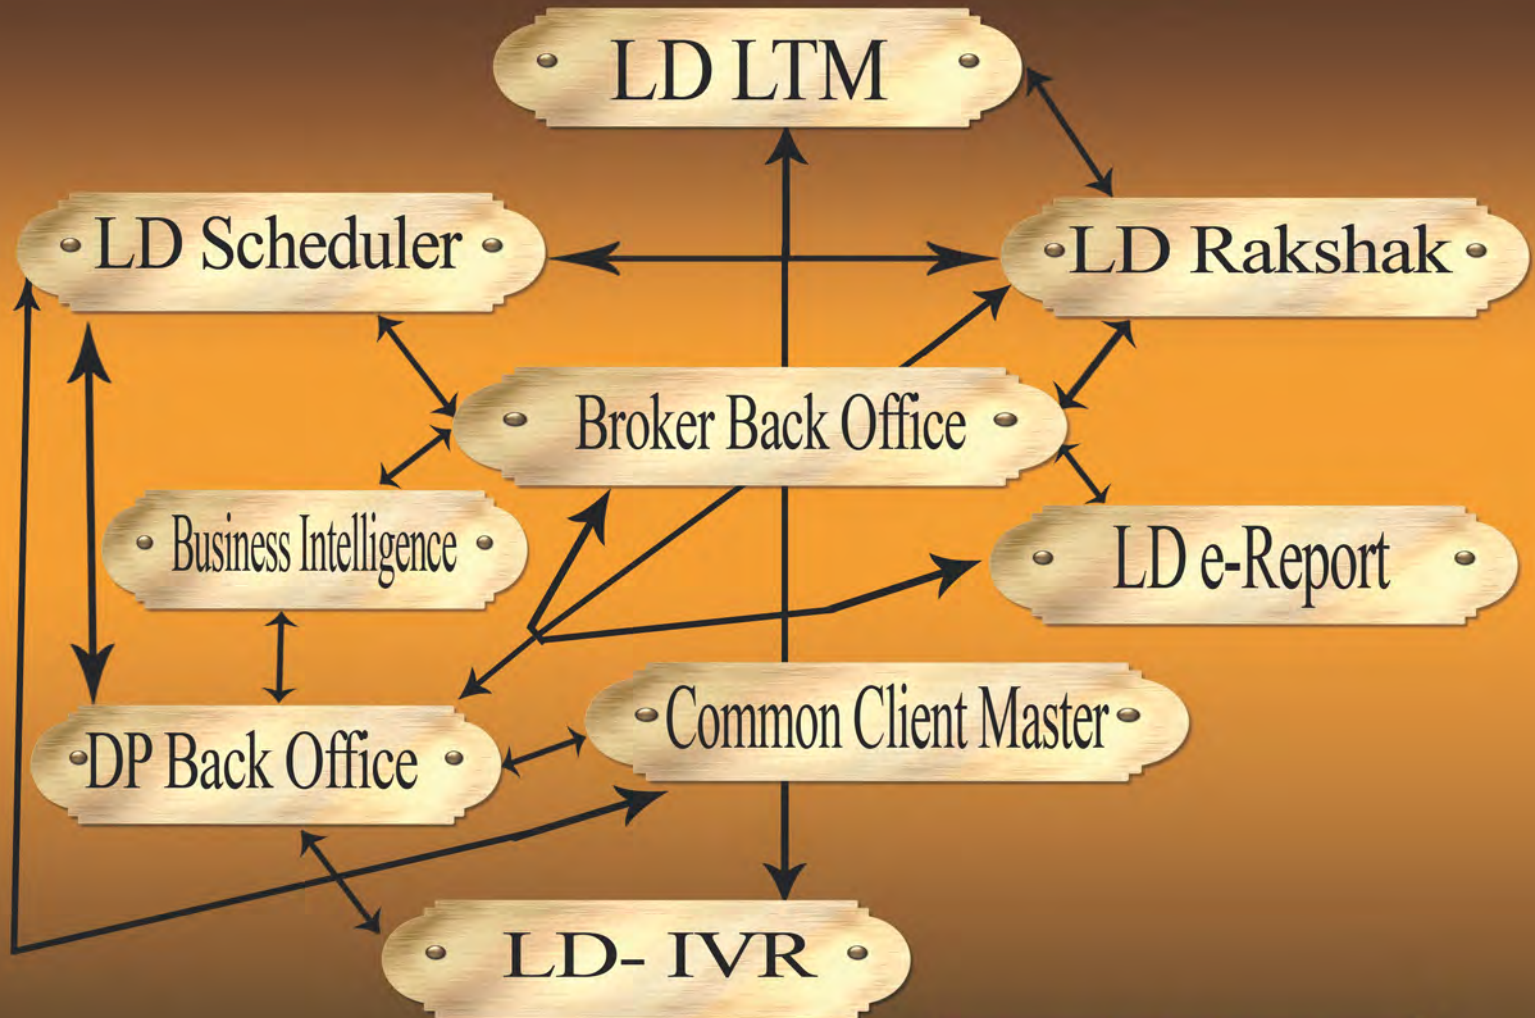 LD LTM
LD Scheduler
LD Rakshak
Broker Back Office
Business Intelligence
LD e-Report
Common Client Master
DP Back Office
LD- IVR